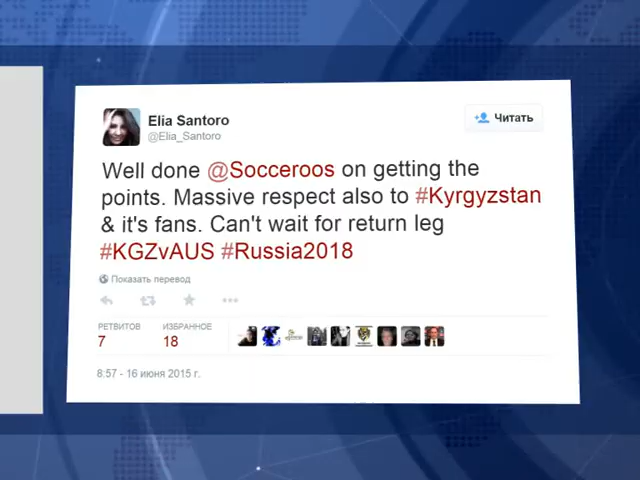 Elia Santoro
@Elia_Santoro
Читать
Well done @Socceroos on getting the
points. Massive respect also to #Kyrgyzstan
& it's fans. Can't wait for return leg
#KGZvAUS #Russia2018
Показать перевод
РЕТВИТОВ ИЗБРАННОЕ
7 18
8:57 - 16 июня 2015 г.